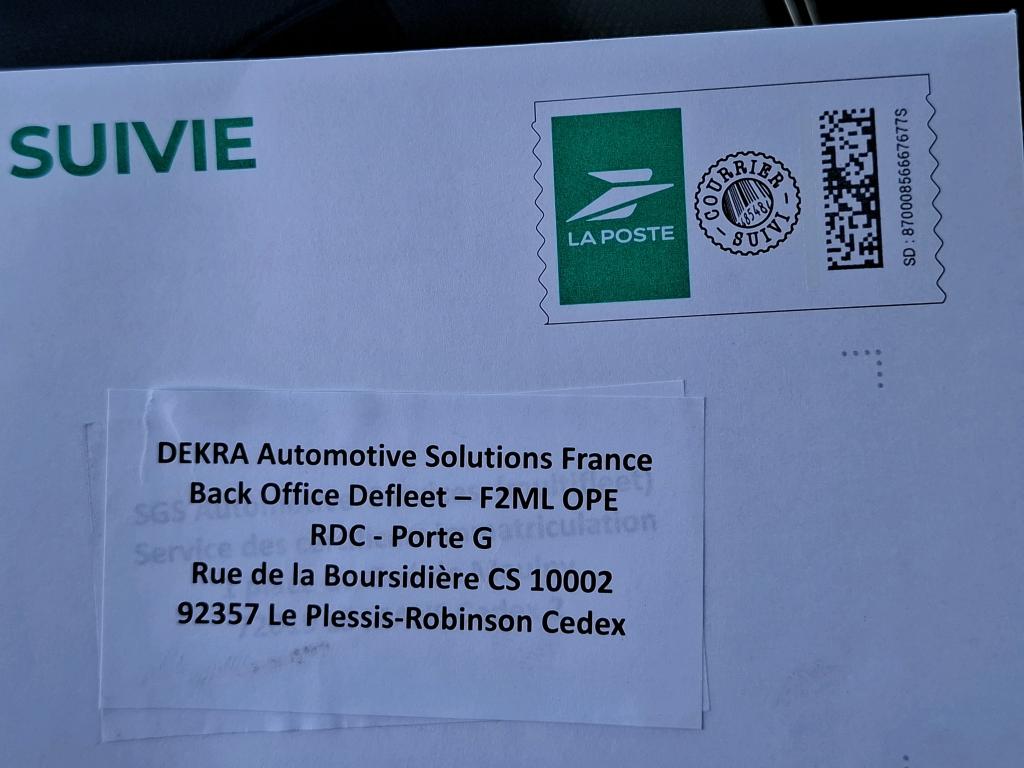 SUIVIE
LA POSTE
COURRIER
48548
SUIVI
SD : 87000856667677S
DEKRA Automotive Solutions France
Back Office Defleet – F2ML OPE
RDC - Porte G
Rue de la Boursidière CS 10002
92357 Le Plessis-Robinson Cedex